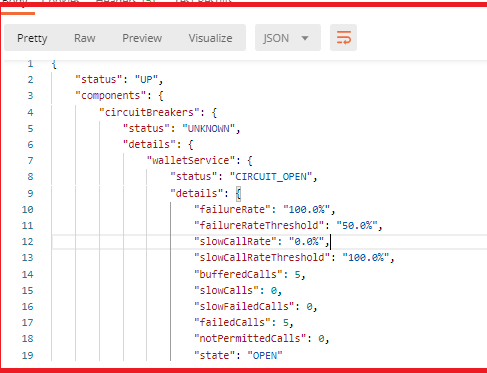 Pretty Raw Preview Visualize JSON
1 {
2 "status": "UP",
3 "components": {
4 "circuitBreakers": {
5 "status": "UNKNOWN",
6 "details": {
7 "walletService": {
8 "status": "CIRCUIT_OPEN",
9 "details": {
10 "failureRate": "100.0%",
11 "failureRateThreshold": "50.0%",
12 "slowCallRate": "0.0%",
13 "slowCallRateThreshold": "100.0%",
14 "bufferedCalls": 5,
15 "slowCalls": 0,
16 "slowFailedCalls": 0,
17 "failedCalls": 5,
18 "notPermittedCalls": 0,
19 "state": "OPEN"